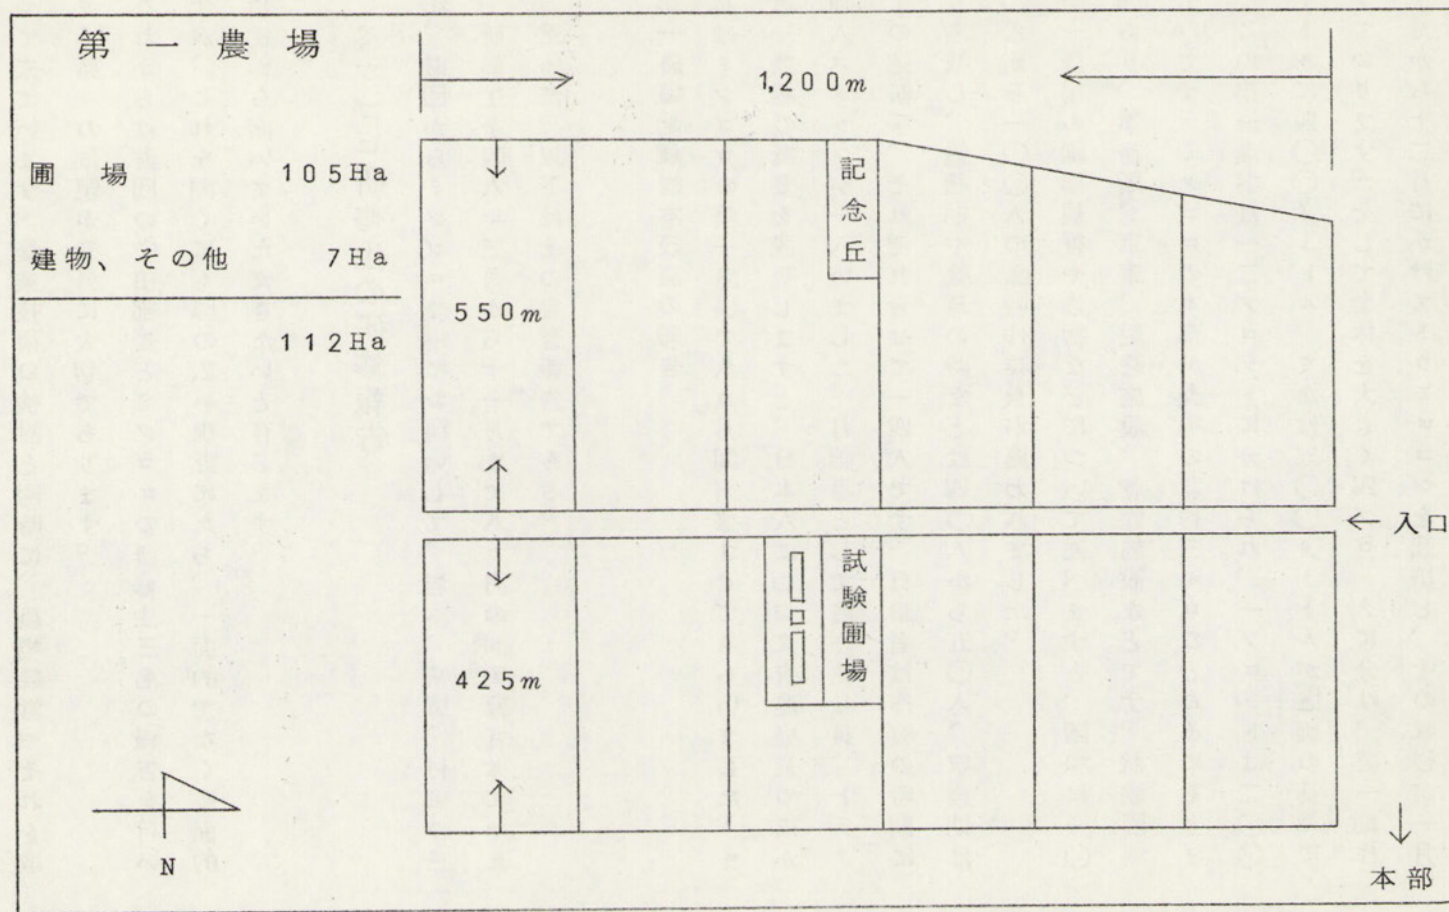 第一農場
1,200m
圃場 105Ha
建物、その他 7Ha
112Ha
記念丘
550m
← 入口
試験圃場
425m
N
本部